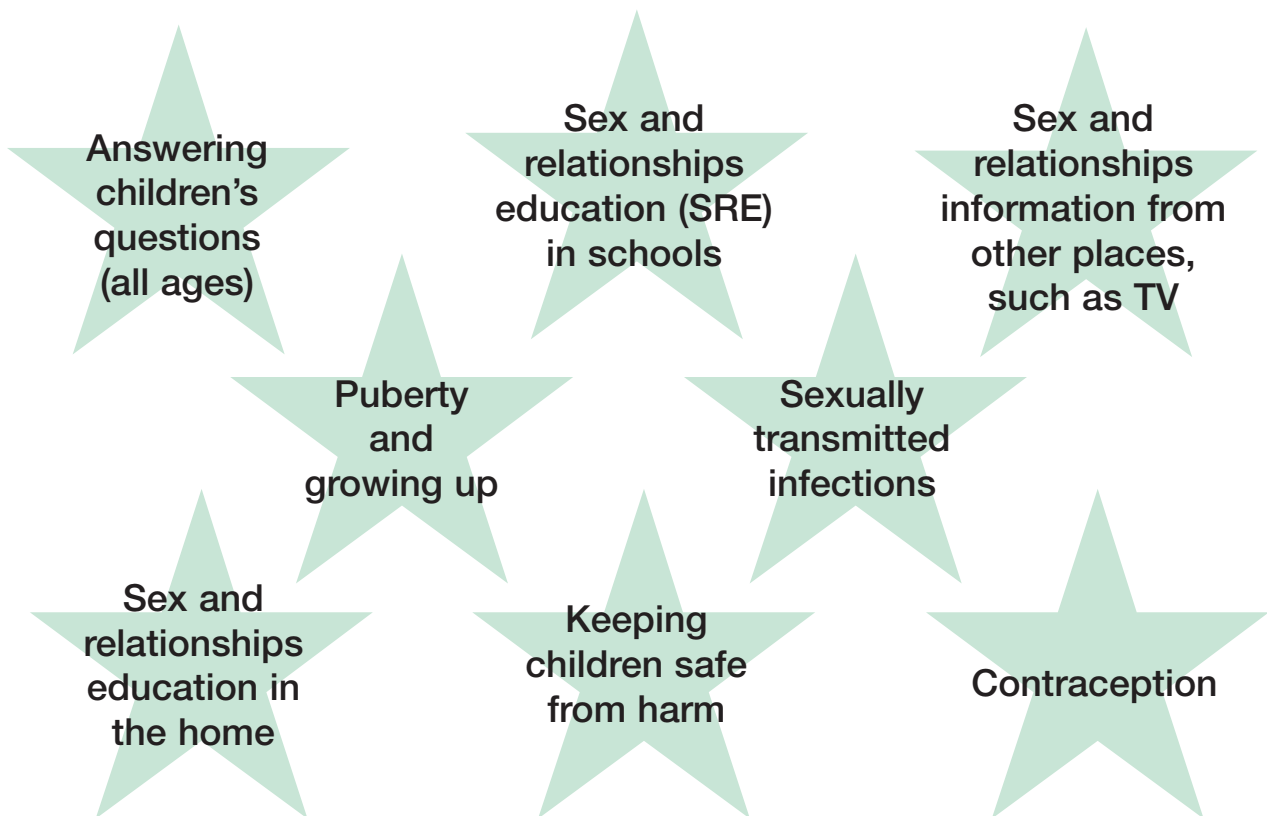 Answering
children’s
questions
(all ages)
Sex and
relationships
education (SRE)
in schools
Sex and
relationships
information from
other places,
such as TV
Puberty
and
growing up
Sexually
transmitted
infections
Sex and
relationships
education in
the home
Keeping
children safe
from harm
Contraception